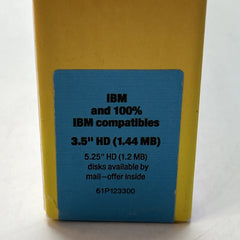 IBM
and 100%
IBM compatibles
3.5" HD (1.44 MB)
5.25" HD (1.2 MB)
disks available by
mail-offer inside
61P123300